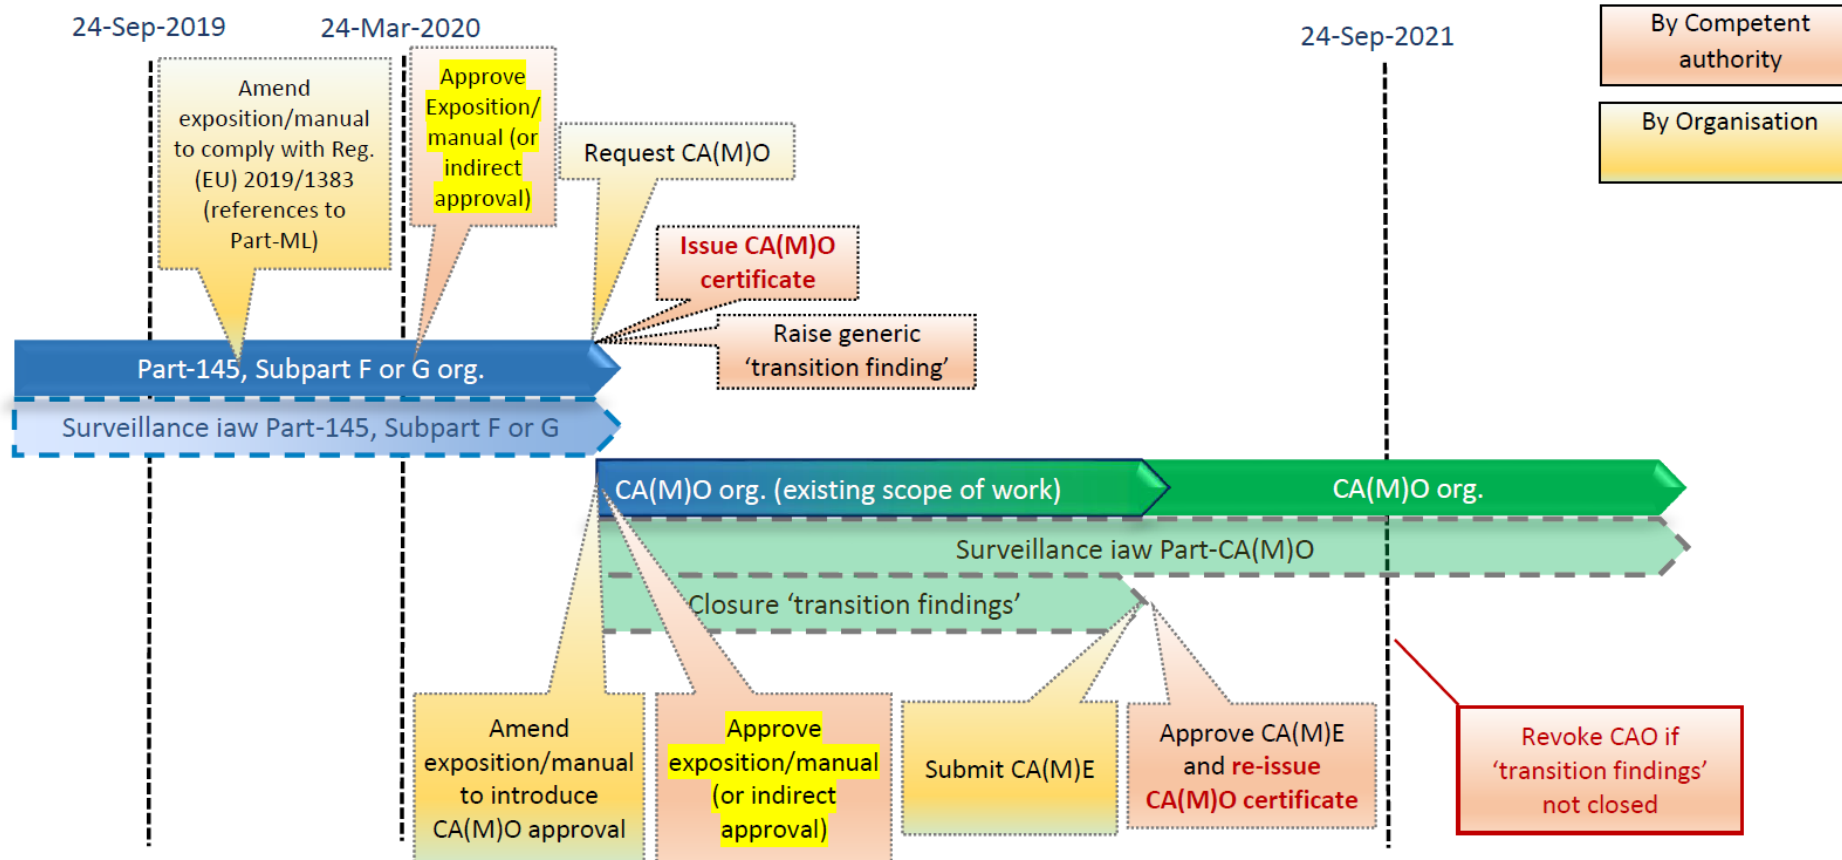 24-Sep-2019
24-Mar-2020
24-Sep-2021
By Competent
authority
By Organisation
Amend
exposition/manual
to comply with Reg.
(EU) 2019/1383
(references to
Part-ML)
Approve
Exposition/
manual (or
indirect
approval)
Request CA(M)O
Issue CA(M)O
certificate
Raise generic
‘transition finding’
Part-145, Subpart F or G org.
Surveillance iaw Part-145, Subpart F or G
CA(M)O org. (existing scope of work)
CA(M)O org.
Surveillance iaw Part-CA(M)O
Closure ‘transition findings’
Amend
exposition/manual
to introduce
CA(M)O approval
Approve
exposition/manual
(or indirect
approval)
Submit CA(M)E
Approve CA(M)E
and re-issue
CA(M)O certificate
Revoke CAO if
‘transition findings’
not closed